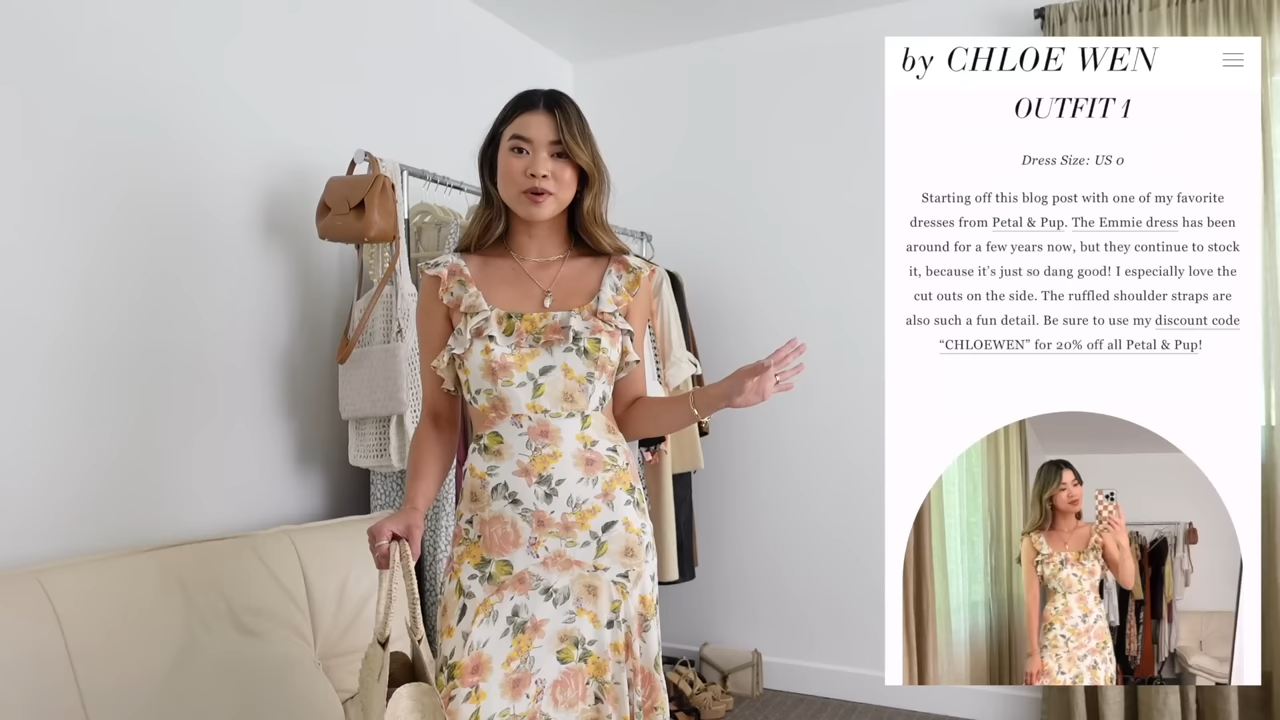 by CHLOE WEN
OUTFIT 1
Dress Size: US 0
Starting off this blog post with one of my favorite
dresses from Petal & Pup. The Emmie dress has been
around for a few years now, but they continue to stock
it, because it’s just so dang good! I especially love the
cut outs on the side. The ruffled shoulder straps are
also such a fun detail. Be sure to use my discount code
“CHLOEWEN” for 20% off all Petal & Pup!